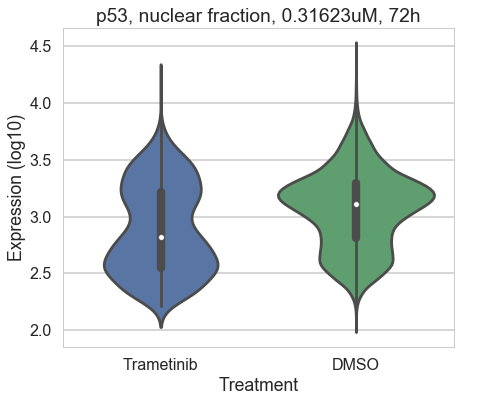 p53, nuclear fraction, 0.31623uM, 72h
4.5
4.0
3.5
3.0
2.5
2.0
Expression (log10)
Trametinib
DMSO
Treatment